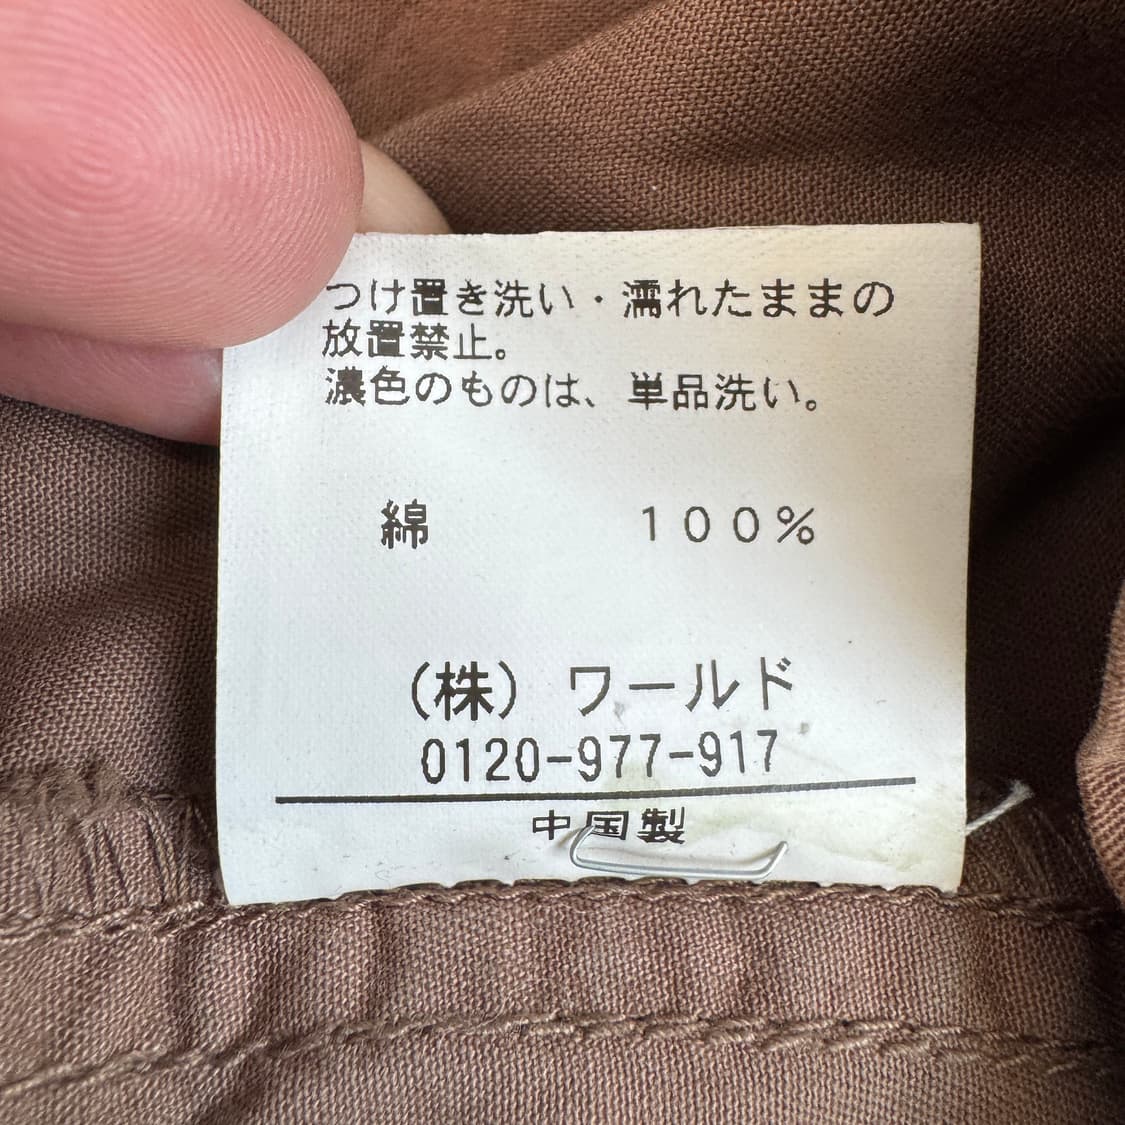 つけ置き洗い・濡れたままの
放置禁止。
濃色のものは、単品洗い。
綿 100%
(株) ワールド
0120-977-917
中国製